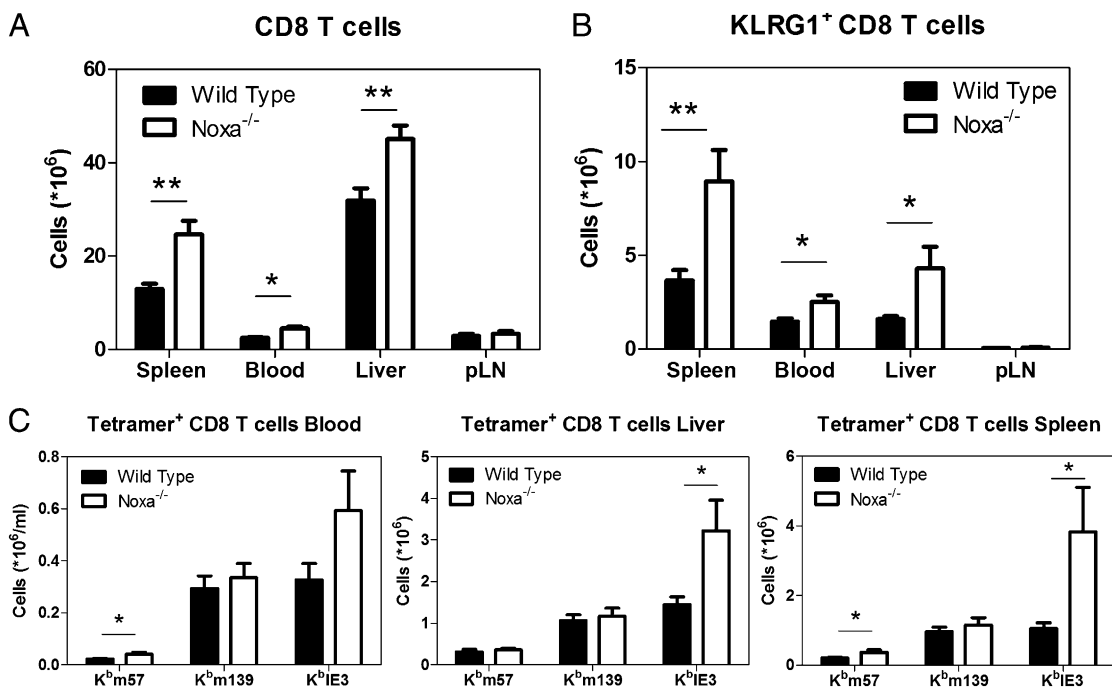 A
CD8 T cells
Cells (*10⁶)
60
40
20
0
Wild Type
Noxa⁻/⁻
**
*
**
Spleen Blood Liver pLN
B
KLRG1⁺ CD8 T cells
Cells (*10⁶)
15
10
5
0
Wild Type
Noxa⁻/⁻
**
*
*
Spleen Blood Liver pLN
C
Tetramer⁺ CD8 T cells Blood
Cells (*10⁶/ml)
0.8
0.6
0.4
0.2
0.0
Wild Type
Noxa⁻/⁻
*
Kᵇm57 Kᵇm139 KᵇIE3
Tetramer⁺ CD8 T cells Liver
Cells (*10⁶)
5
4
3
2
1
0
Wild Type
Noxa⁻/⁻
*
Kᵇm57 Kᵇm139 KᵇIE3
Tetramer⁺ CD8 T cells Spleen
Cells (*10⁶)
6
4
2
0
Wild Type
Noxa⁻/⁻
*
*
Kᵇm57 Kᵇm139 KᵇIE3